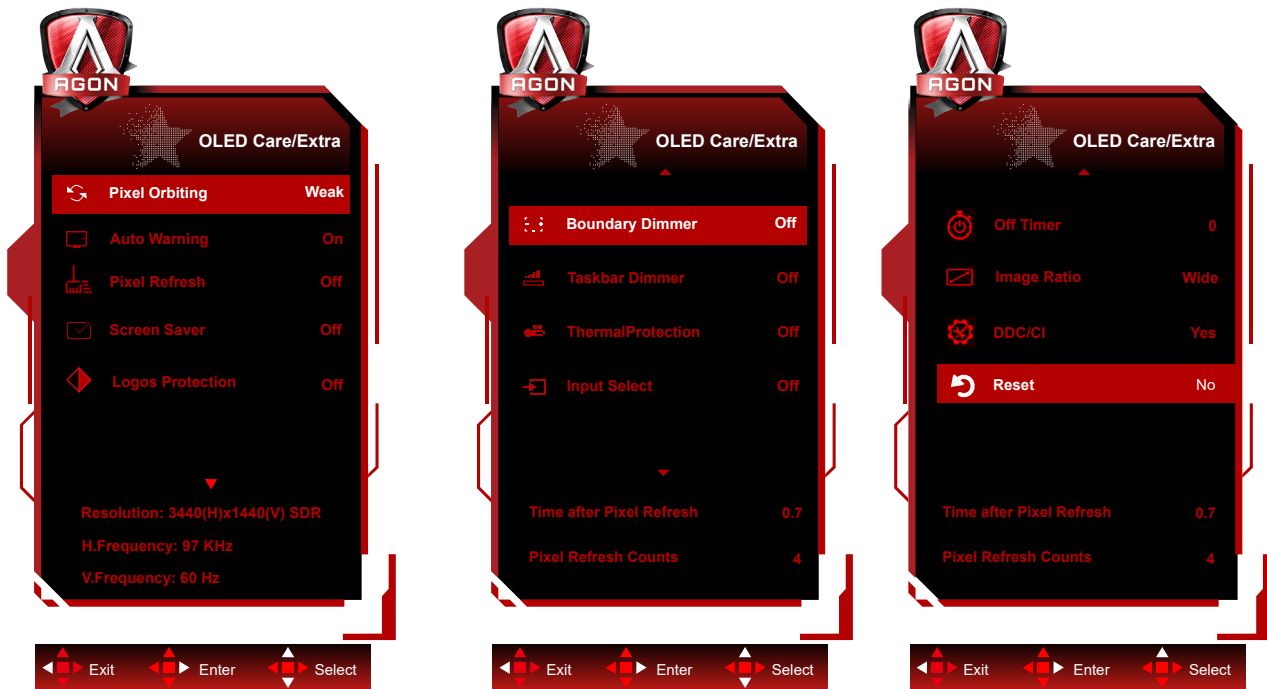 AGON
OLED Care/Extra
Pixel Orbiting Weak
Auto Warning On
Pixel Refresh Off
Screen Saver Off
Logos Protection Off
Resolution: 3440(H)x1440(V) SDR
H.Frequency: 97 KHz
V.Frequency: 60 Hz
Exit Enter Select
AGON
OLED Care/Extra
Boundary Dimmer Off
Taskbar Dimmer Off
ThermalProtection Off
Input Select Off
Time after Pixel Refresh 0.7
Pixel Refresh Counts 4
Exit Enter Select
AGON
OLED Care/Extra
Off Timer 0
Image Ratio Wide
DDC/CI Yes
Reset No
Time after Pixel Refresh 0.7
Pixel Refresh Counts 4
Exit Enter Select